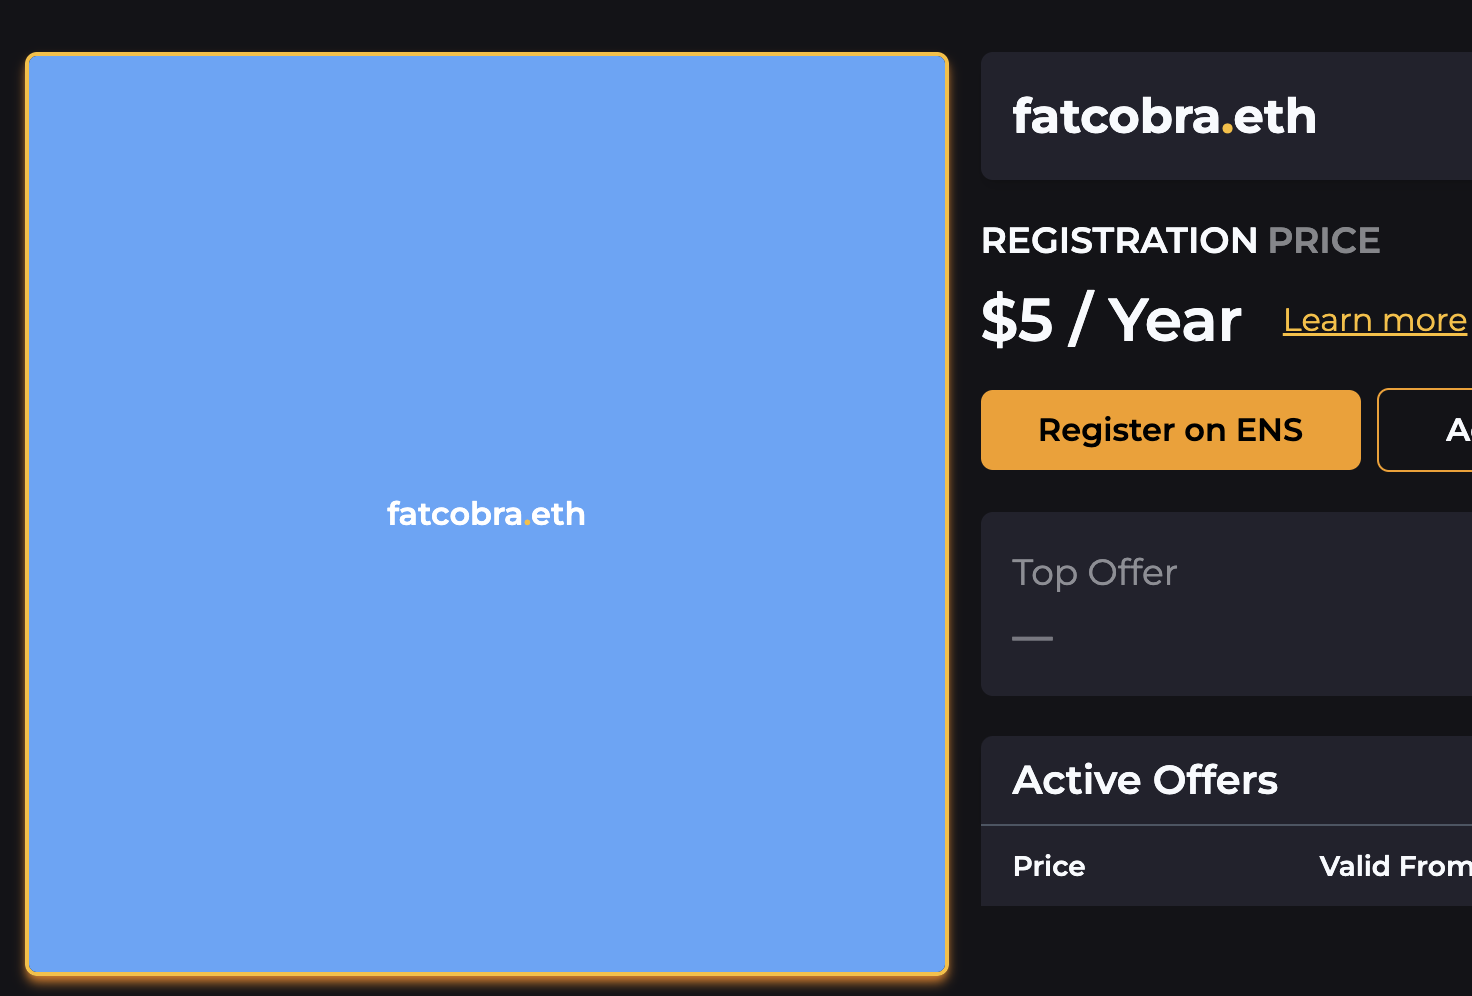 fatcobra.eth
fatcobra.eth
REGISTRATION PRICE
$5 / Year Learn more
Register on ENS
Top Offer
—
Active Offers
Price Valid From